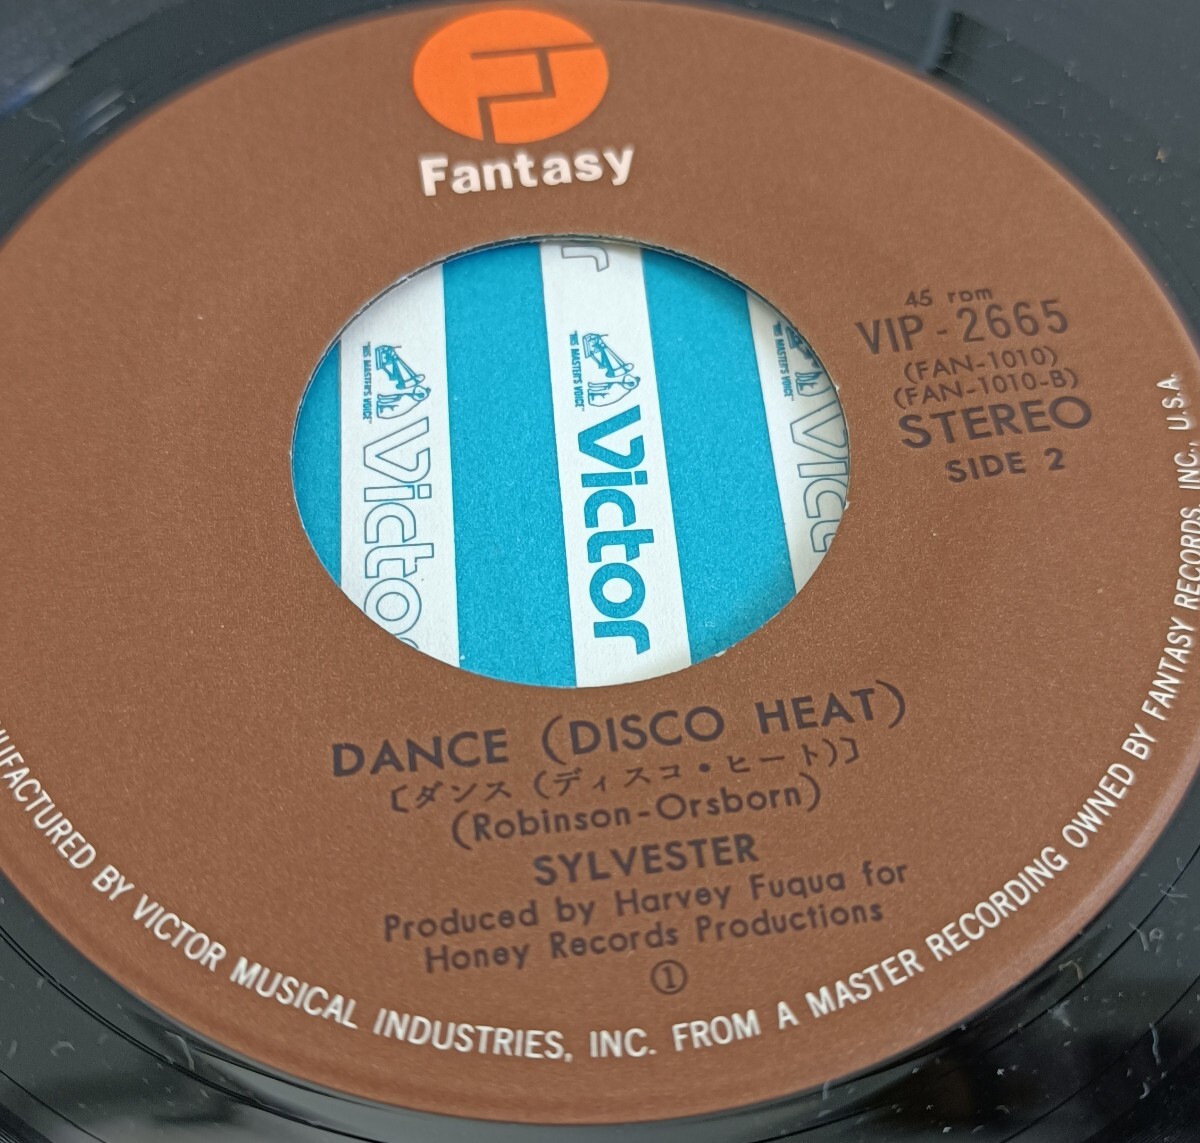 Fantasy
45 rpm
VIP-2665
(FAN-1010)
(FAN-1010-B)
STEREO
SIDE 2
"HIS MASTER'S VOICE"
Victor
"HIS MASTER'S VOICE"
Victor
"HIS MASTER'S VOICE"
Victor
DANCE (DISCO HEAT)
〔ダンス (ディスコ・ヒート)〕
(Robinson-Orsborn)
SYLVESTER
Produced by Harvey Fuqua for
Honey Records Productions
①
UFACTURED BY VICTOR MUSICAL INDUSTRIES, INC. FROM A MASTER RECORDING OWNED BY FANTASY RECORDS, INC., U.S.A.